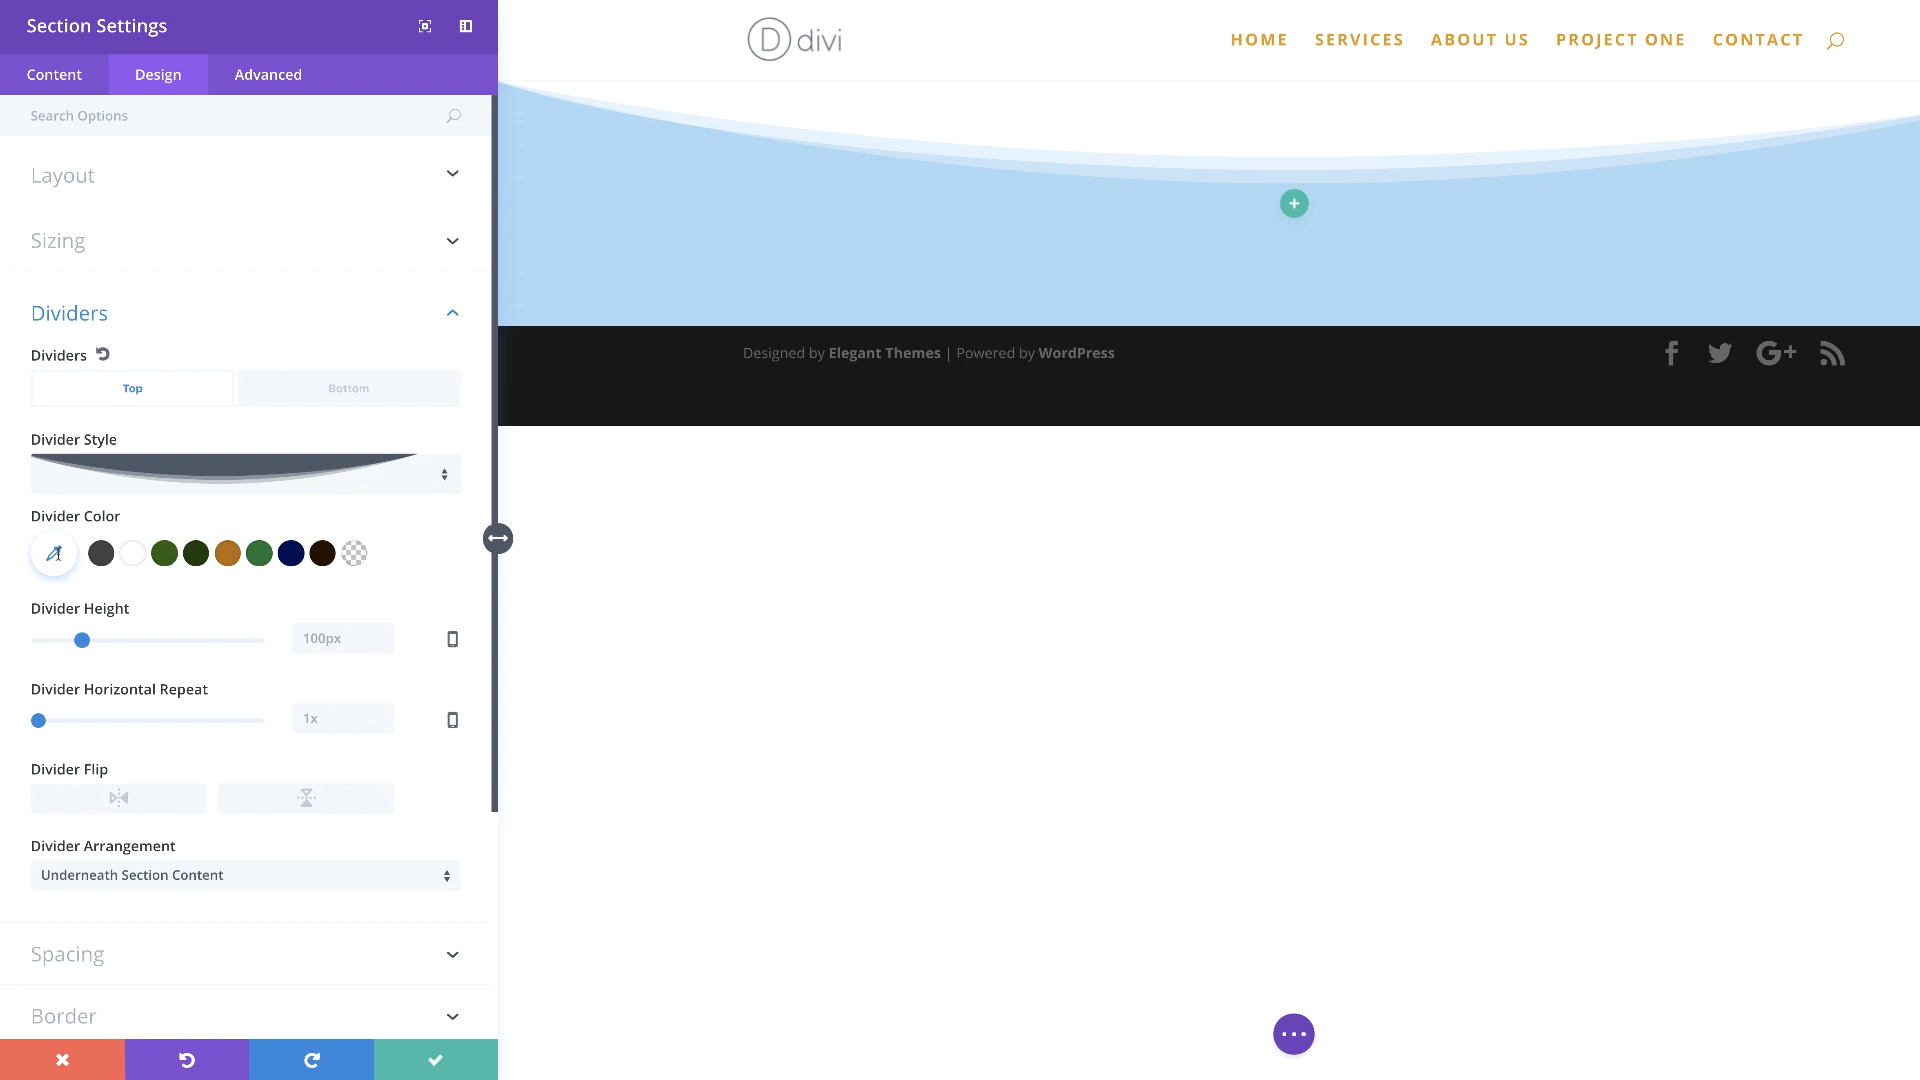 Section Settings
Content
Design
Advanced
Search Options
Layout
Sizing
Dividers
Dividers
Top
Bottom
Divider Style
Divider Color
Divider Height
100px
Divider Horizontal Repeat
1x
Divider Flip
Divider Arrangement
Underneath Section Content
Spacing
Border
D divi
HOME
SERVICES
ABOUT US
PROJECT ONE
CONTACT
Designed by Elegant Themes | Powered by WordPress